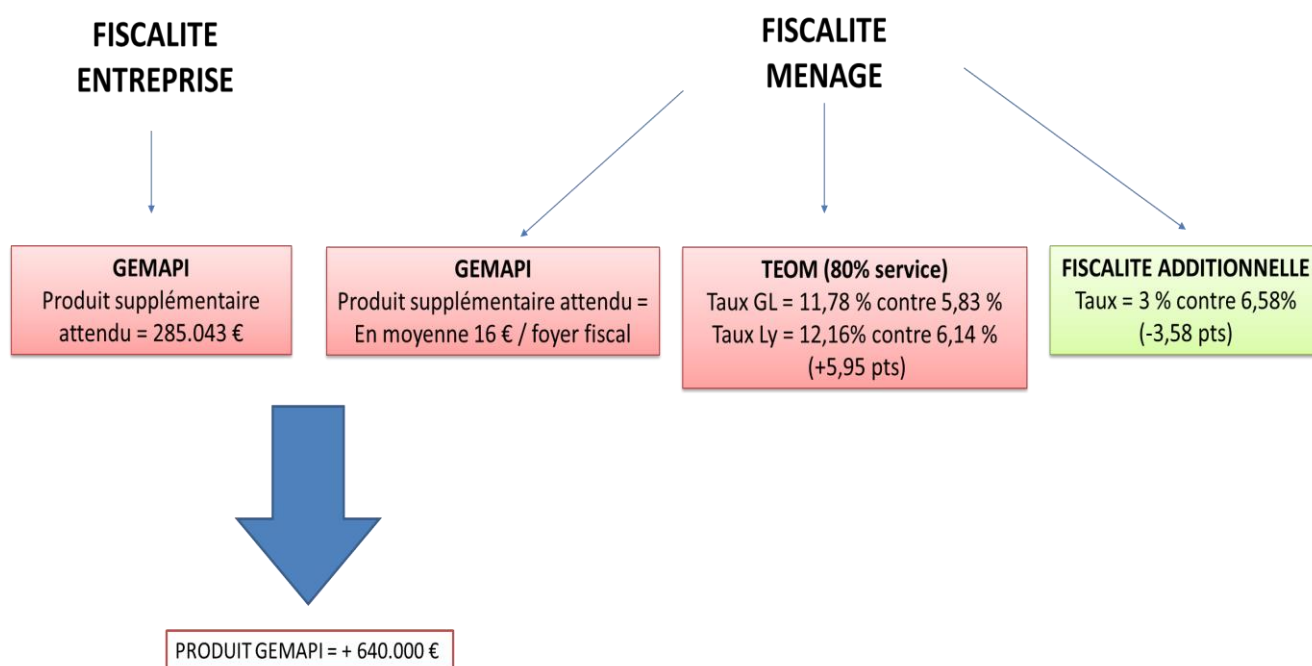 FISCALITE
ENTREPRISE
FISCALITE
MENAGE
GEMAPI
Produit supplémentaire
attendu = 285.043 €
GEMAPI
Produit supplémentaire attendu =
En moyenne 16 € / foyer fiscal
TEOM (80% service)
Taux GL = 11,78 % contre 5,83 %
Taux Ly = 12,16% contre 6,14 %
(+5,95 pts)
FISCALITE ADDITIONNELLE
Taux = 3 % contre 6,58%
(-3,58 pts)
PRODUIT GEMAPI = + 640.000 €